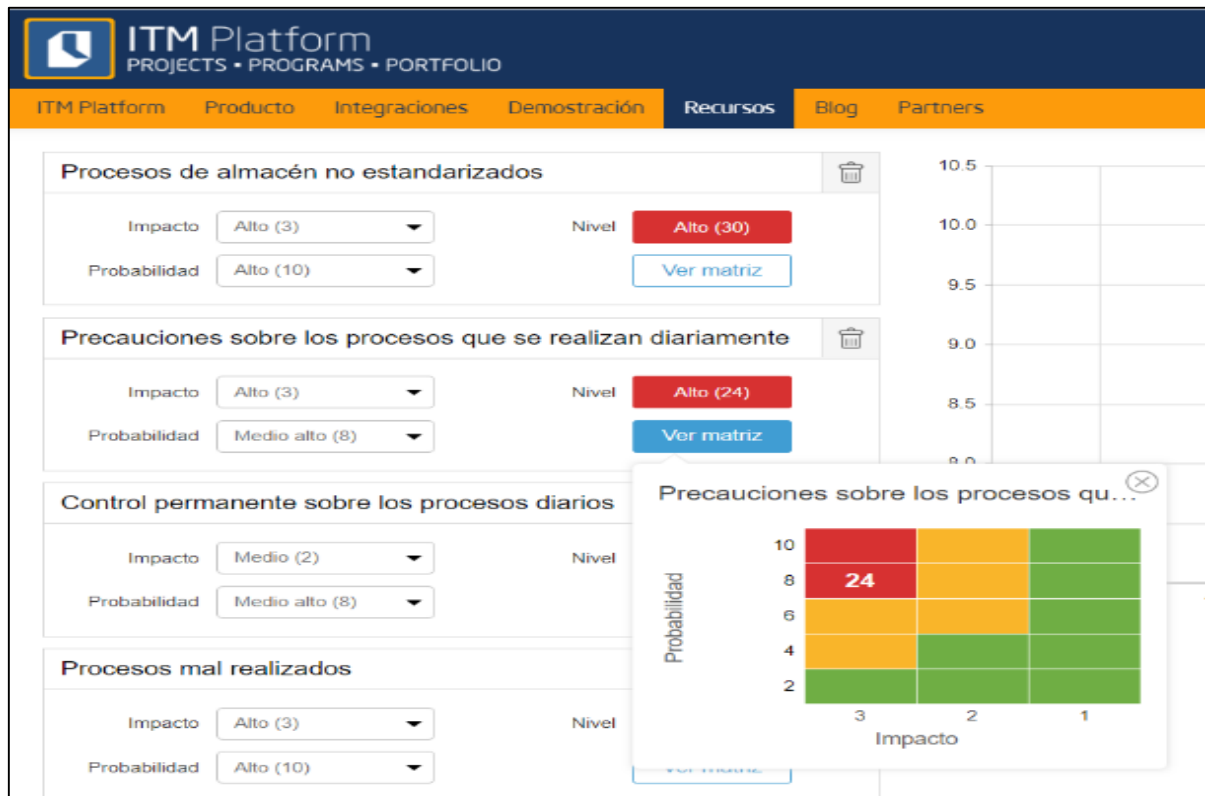 ITM Platform
PROJECTS • PROGRAMS • PORTFOLIO
ITM Platform Producto Integraciones Demostración Recursos Blog Partners
Procesos de almacén no estandarizados
Impacto Alto (3) Nivel Alto (30)
Probabilidad Alto (10) Ver matriz
Precauciones sobre los procesos que se realizan diariamente
Impacto Alto (3) Nivel Alto (24)
Probabilidad Medio alto (8) Ver matriz
Control permanente sobre los procesos diarios
Impacto Medio (2) Nivel
Probabilidad Medio alto (8)
Procesos mal realizados
Impacto Alto (3) Nivel
Probabilidad Alto (10)
10.5
10.0
9.5
9.0
8.5
Precauciones sobre los procesos qu...
Probabilidad
10
8 24
6
4
2
3 2 1
Impacto